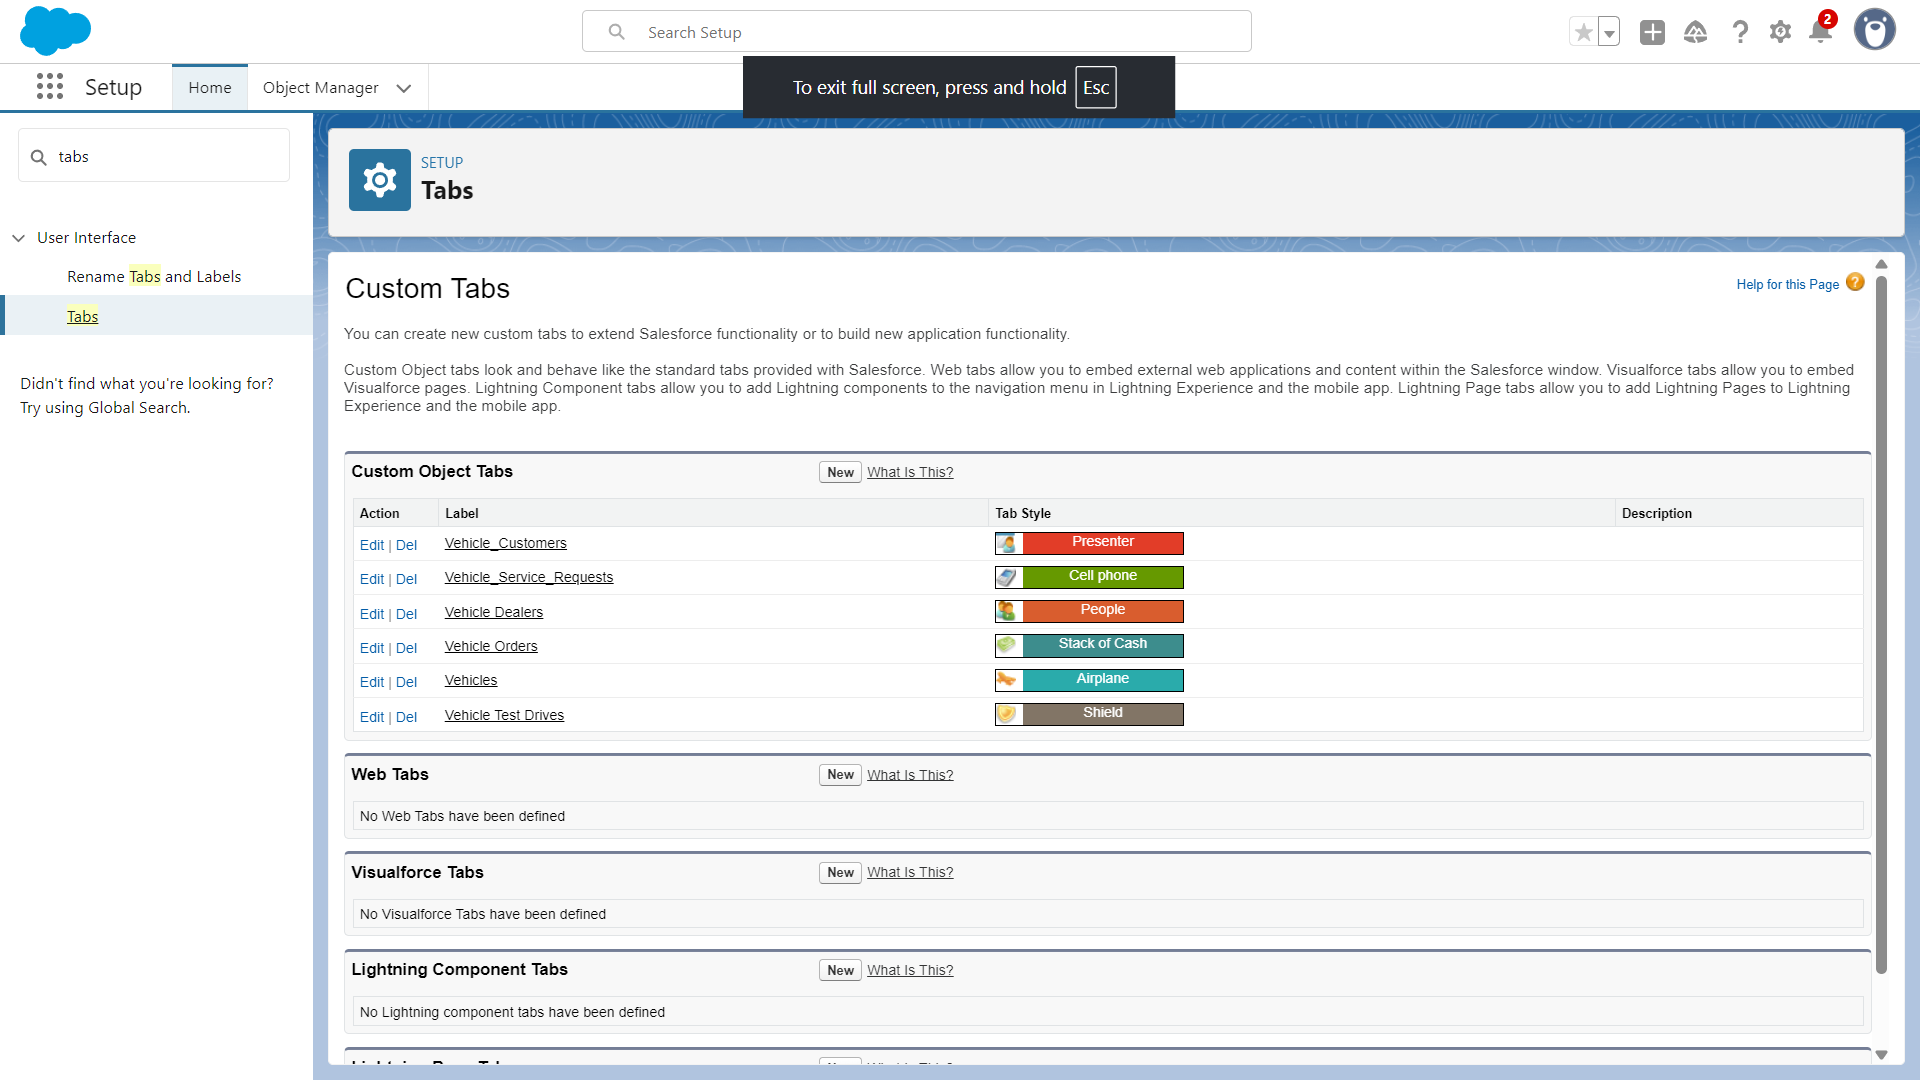 Search Setup
2
Setup
Home
Object Manager
To exit full screen, press and hold Esc
tabs
User Interface
Rename Tabs and Labels
Tabs
Didn't find what you're looking for?
Try using Global Search.
SETUP
Tabs
Custom Tabs
Help for this Page ?
You can create new custom tabs to extend Salesforce functionality or to build new application functionality.
Custom Object tabs look and behave like the standard tabs provided with Salesforce. Web tabs allow you to embed external web applications and content within the Salesforce window. Visualforce tabs allow you to embed
Visualforce pages. Lightning Component tabs allow you to add Lightning components to the navigation menu in Lightning Experience and the mobile app. Lightning Page tabs allow you to add Lightning Pages to Lightning
Experience and the mobile app.
Custom Object Tabs New What Is This?
Action Label Tab Style Description
Edit | Del Vehicle_Customers Presenter
Edit | Del Vehicle_Service_Requests Cell phone
Edit | Del Vehicle Dealers People
Edit | Del Vehicle Orders Stack of Cash
Edit | Del Vehicles Airplane
Edit | Del Vehicle Test Drives Shield
Web Tabs New What Is This?
No Web Tabs have been defined
Visualforce Tabs New What Is This?
No Visualforce Tabs have been defined
Lightning Component Tabs New What Is This?
No Lightning component tabs have been defined